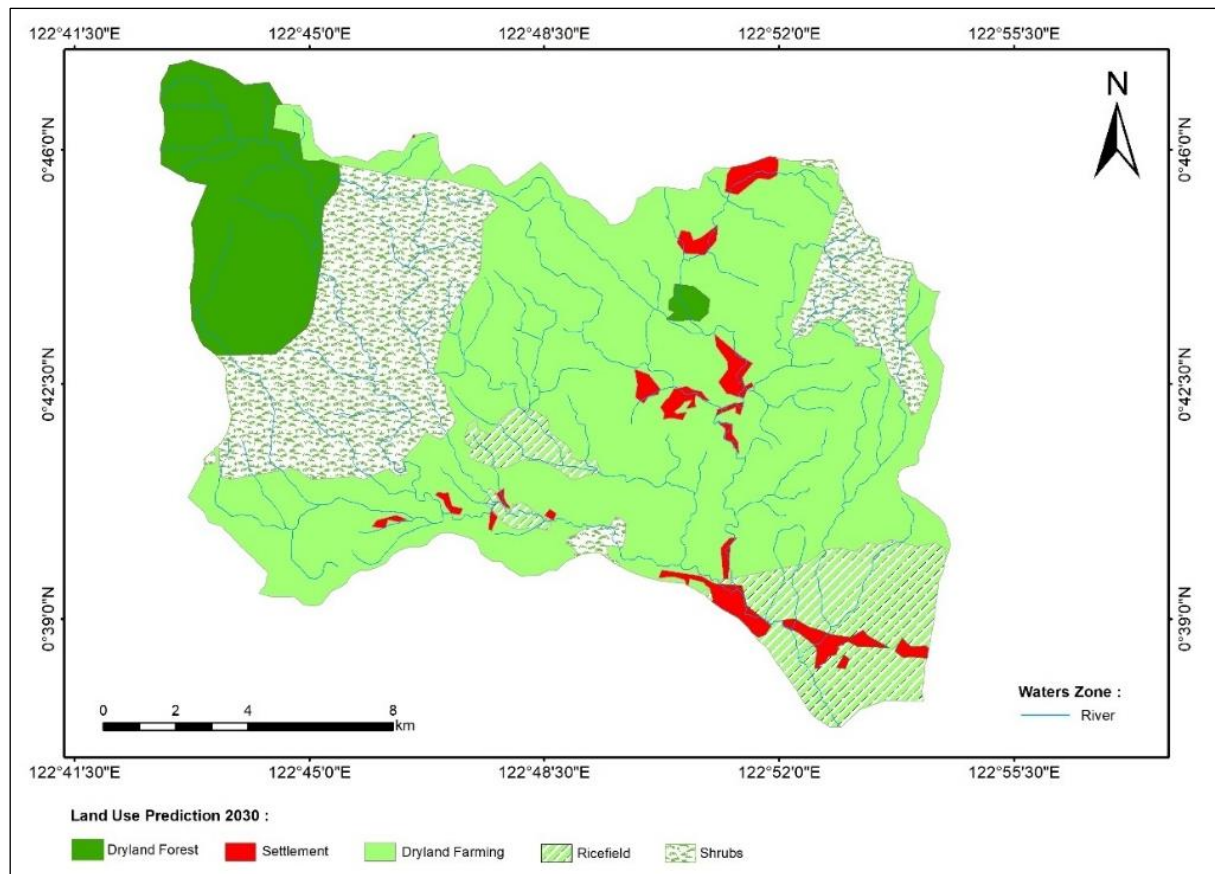 122°41'30"E 122°45'0"E 122°48'30"E 122°52'0"E 122°55'30"E
N
0°46'0"N 0°46'0"N
0°42'30"N 0°42'30"N
0°39'0"N 0°39'0"N
0 2 4 8
km
Waters Zone :
River
122°41'30"E 122°45'0"E 122°48'30"E 122°52'0"E 122°55'30"E
Land Use Prediction 2030 :
Dryland Forest Settlement Dryland Farming Ricefield Shrubs